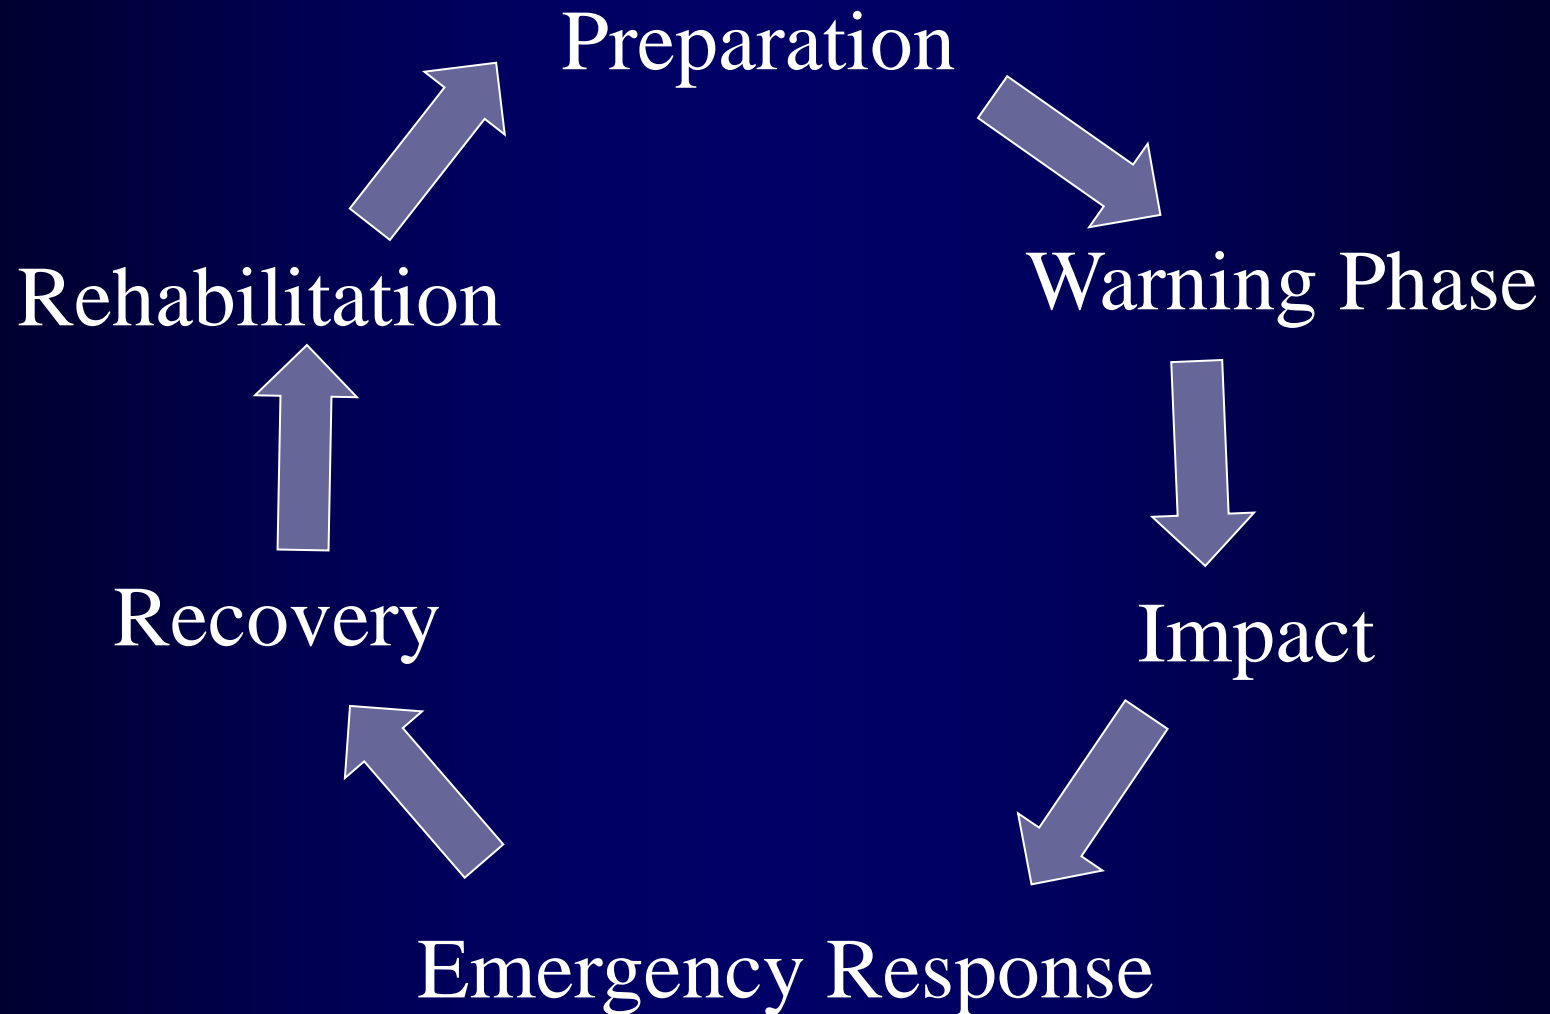 Preparation
Warning Phase
Rehabilitation
Recovery
Impact
Emergency Response